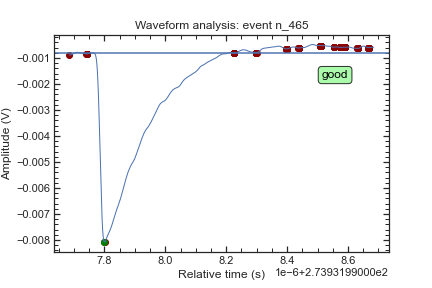 Waveform analysis: event n_465
Amplitude (V)
−0.001
−0.002
−0.003
−0.004
−0.005
−0.006
−0.007
−0.008
good
7.8 8.0 8.2 8.4 8.6
Relative time (s)
1e−6+2.7393199000e2